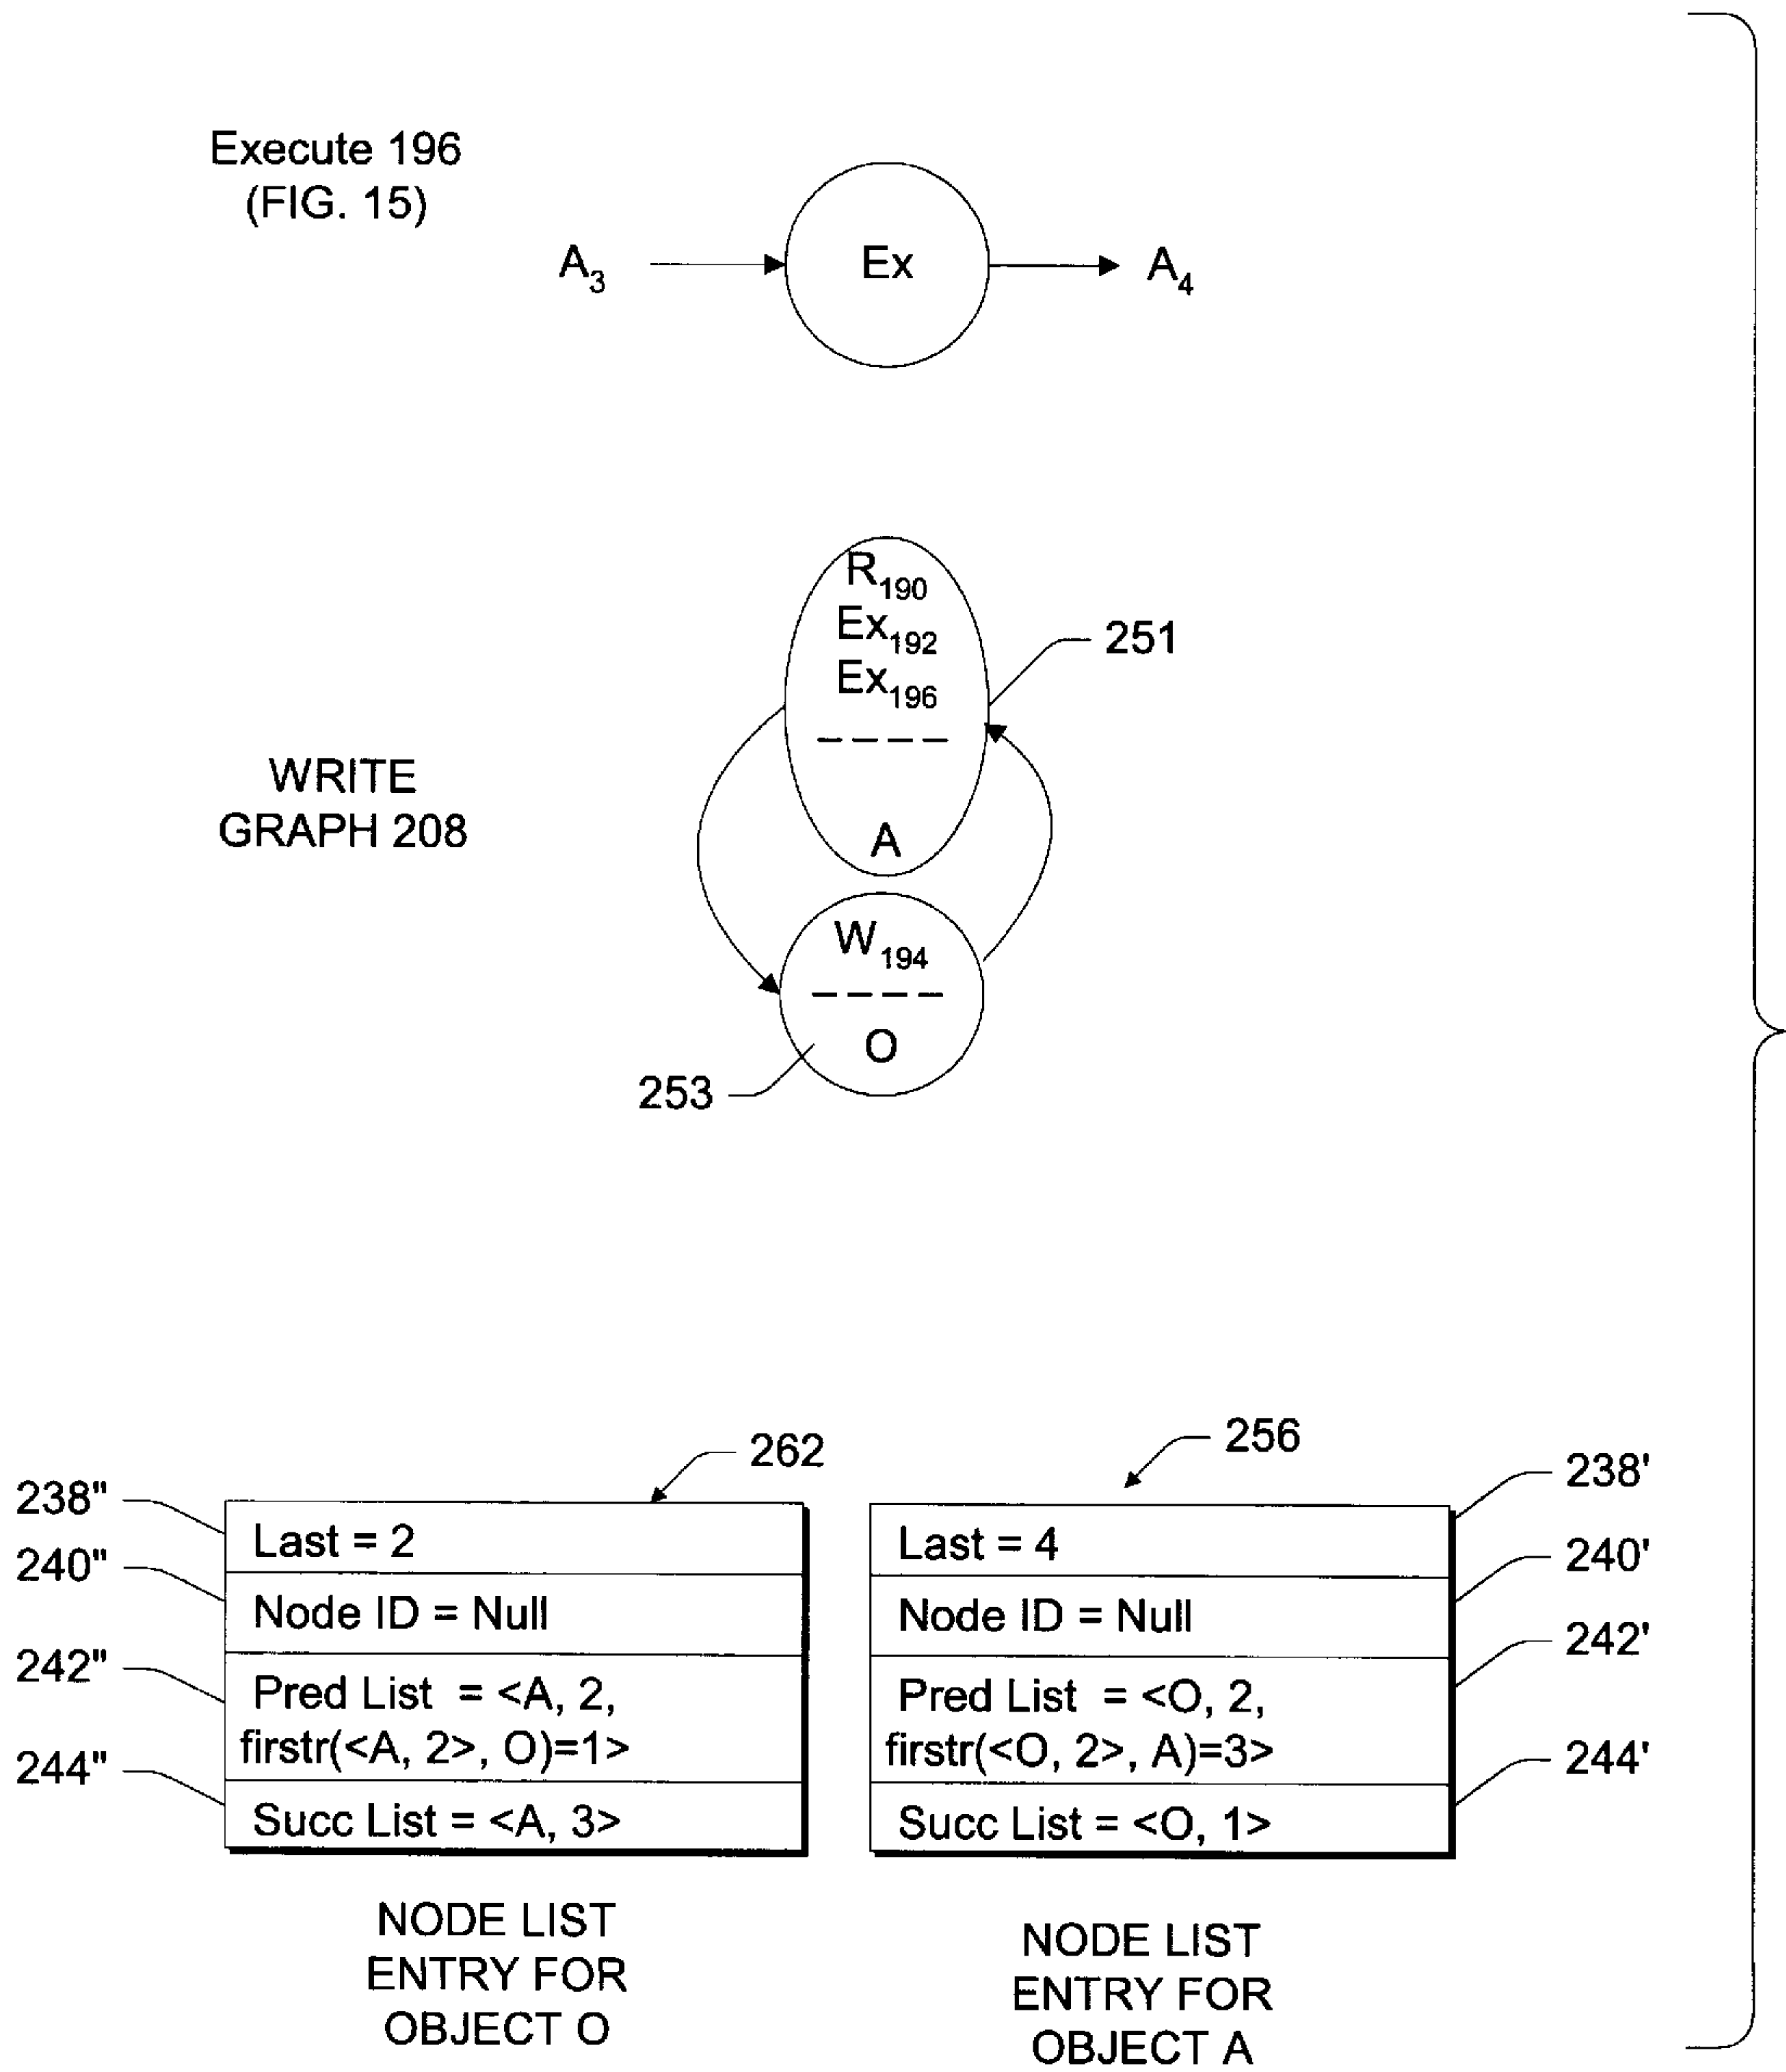 Execute 196
(FIG. 15)
A3
Ex
A4
R190
Ex192
Ex196
251
WRITE
GRAPH 208
A
W194
O
253
262
256
238"
Last = 2
Last = 4
238'
240"
Node ID = Null
Node ID = Null
240'
242"
Pred List = <A, 2,
firstr(<A, 2>, O)=1>
Pred List = <O, 2,
firstr(<O, 2>, A)=3>
242'
244"
Succ List = <A, 3>
Succ List = <O, 1>
244'
NODE LIST
ENTRY FOR
OBJECT O
NODE LIST
ENTRY FOR
OBJECT A